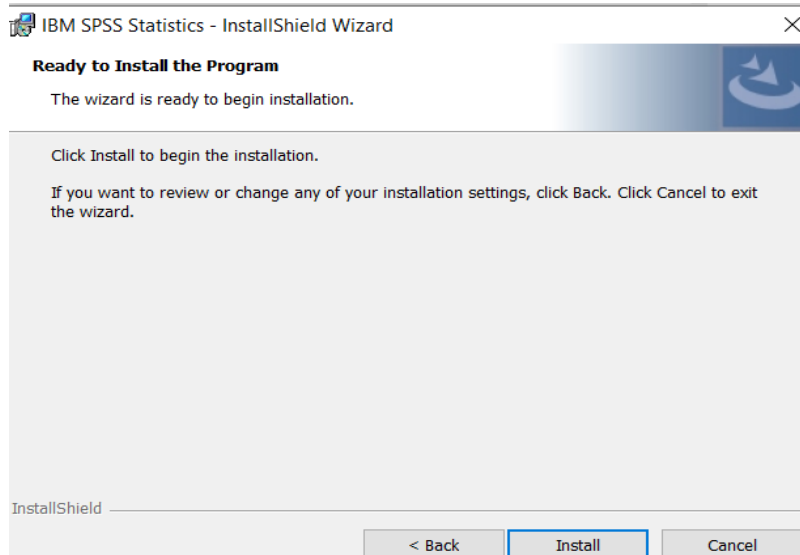 IBM SPSS Statistics - InstallShield Wizard
Ready to Install the Program
The wizard is ready to begin installation.
Click Install to begin the installation.
If you want to review or change any of your installation settings, click Back. Click Cancel to exit
the wizard.
InstallShield
< Back Install Cancel